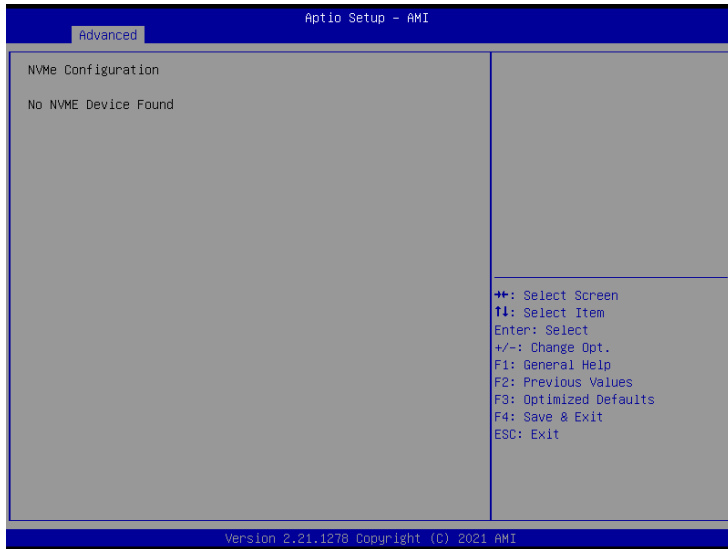 Aptio Setup - AMI
Advanced
NVMe Configuration
No NVME Device Found
→←: Select Screen
↑↓: Select Item
Enter: Select
+/-: Change Opt.
F1: General Help
F2: Previous Values
F3: Optimized Defaults
F4: Save & Exit
ESC: Exit
Version 2.21.1278 Copyright (C) 2021 AMI